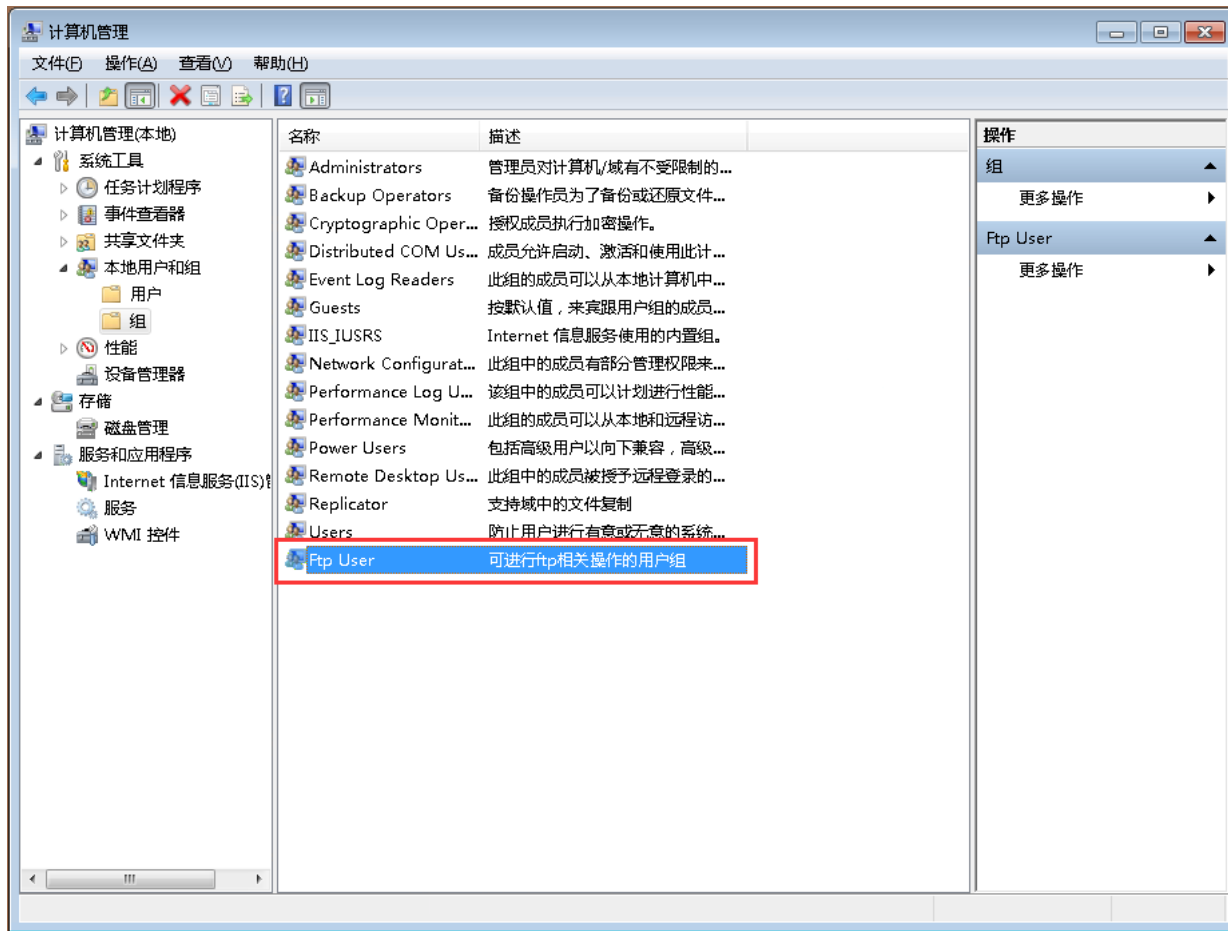 计算机管理
文件(F) 操作(A) 查看(V) 帮助(H)
计算机管理(本地)
系统工具
任务计划程序
事件查看器
共享文件夹
本地用户和组
用户
组
性能
设备管理器
存储
磁盘管理
服务和应用程序
Internet 信息服务(IIS)
服务
WMI 控件
名称 描述
Administrators 管理员对计算机/域有不受限制的...
Backup Operators 备份操作员为了备份或还原文件...
Cryptographic Oper... 授权成员执行加密操作。
Distributed COM Us... 成员允许启动、激活和使用此计...
Event Log Readers 此组的成员可以从本地计算机中...
Guests 按默认值，来宾跟用户组的成员...
IIS_IUSRS Internet 信息服务使用的内置组。
Network Configurat... 此组中的成员有部分管理权限来...
Performance Log U... 该组中的成员可以计划进行性能...
Performance Monit... 此组的成员可以从本地和远程访...
Power Users 包括高级用户以向下兼容，高级...
Remote Desktop Us... 此组中的成员被授予远程登录的...
Replicator 支持域中的文件复制
Users 防止用户进行有意或无意的系统...
Ftp User 可进行ftp相关操作的用户组
操作
组
更多操作
Ftp User
更多操作